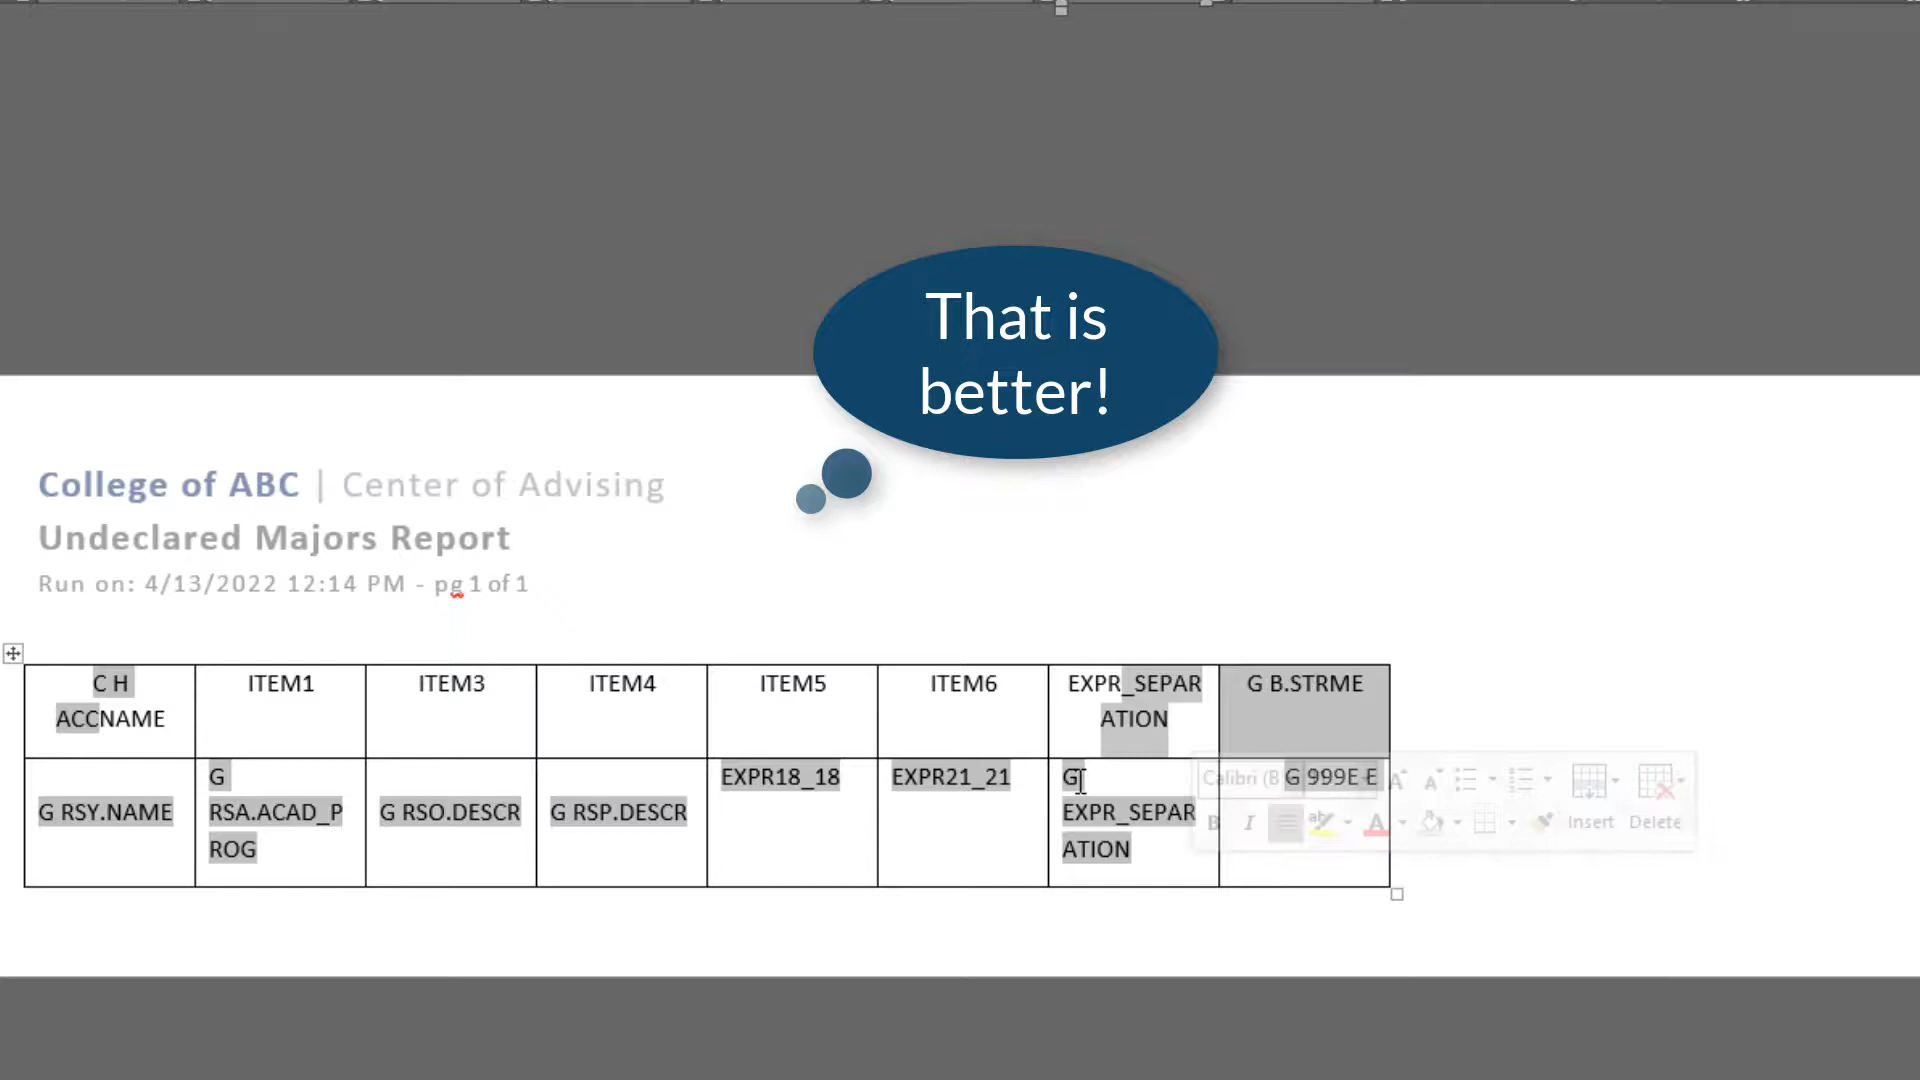 That is
better!
College of ABC | Center of Advising
Undeclared Majors Report
Run on: 4/13/2022 12:14 PM - pg 1 of 1
C H
ACCNAME
ITEM1
ITEM3
ITEM4
ITEM5
ITEM6
EXPR_SEPAR
ATION
G B.STRME
G RSY.NAME
G
RSA.ACAD_P
ROG
G RSO.DESCR
G RSP.DESCR
EXPR18_18
EXPR21_21
G
EXPR_SEPAR
ATION
G 999E E
Calibri (B
B I
Insert
Delete